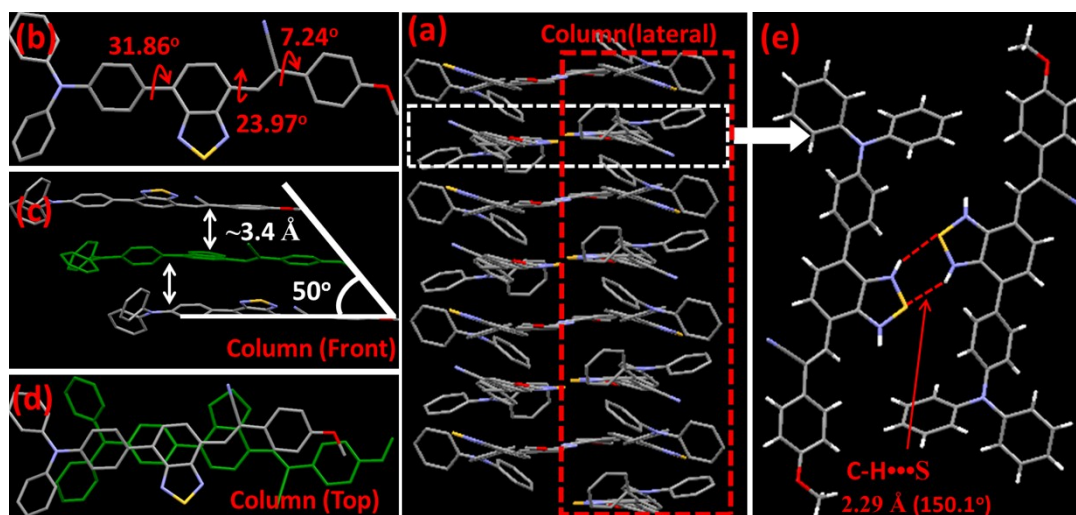 (b)
31.86°
7.24°
23.97°
(c)
~3.4 Å
50°
Column (Front)
(d)
Column (Top)
(a)
Column(lateral)
(e)
C-H•••S
2.29 Å (150.1°)